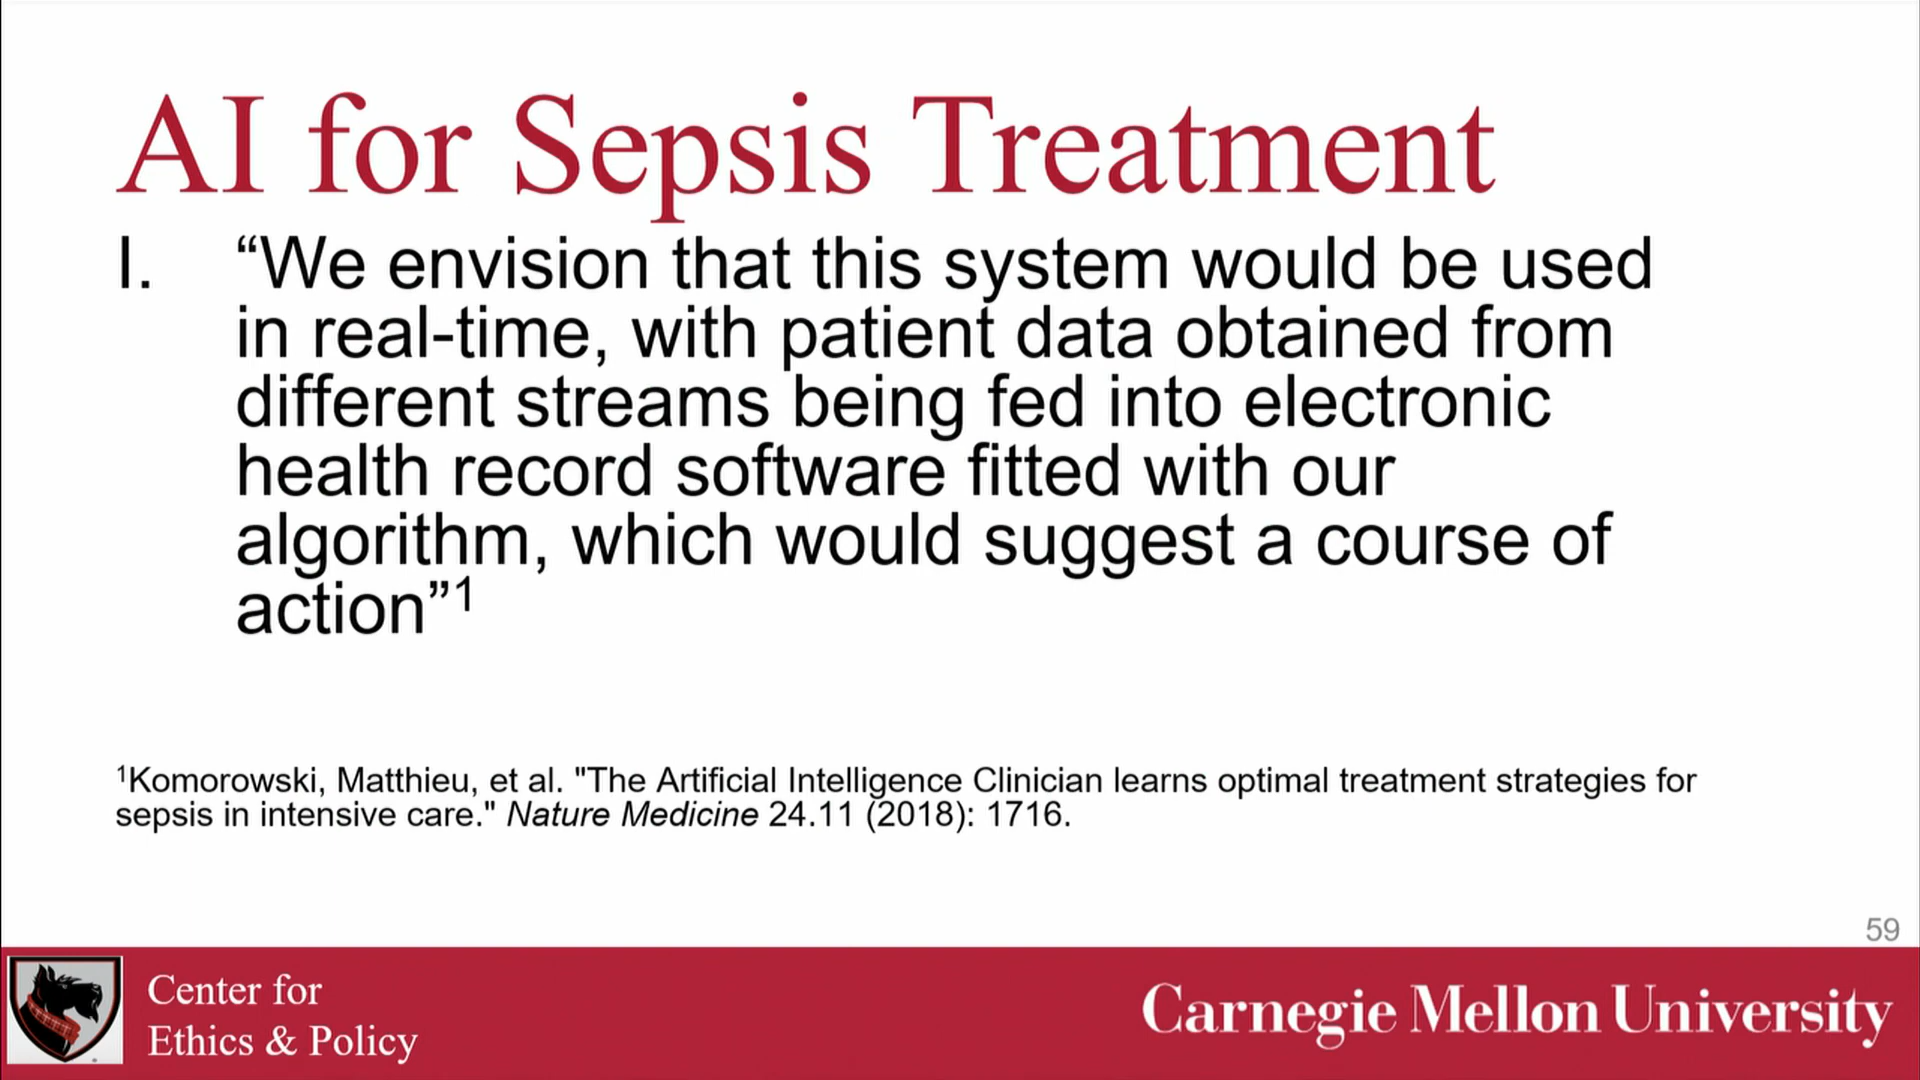 AI for Sepsis Treatment
I. “We envision that this system would be used
in real-time, with patient data obtained from
different streams being fed into electronic
health record software fitted with our
algorithm, which would suggest a course of
action”¹
¹Komorowski, Matthieu, et al. "The Artificial Intelligence Clinician learns optimal treatment strategies for
sepsis in intensive care." Nature Medicine 24.11 (2018): 1716.
59
Center for
Ethics & Policy
Carnegie Mellon University